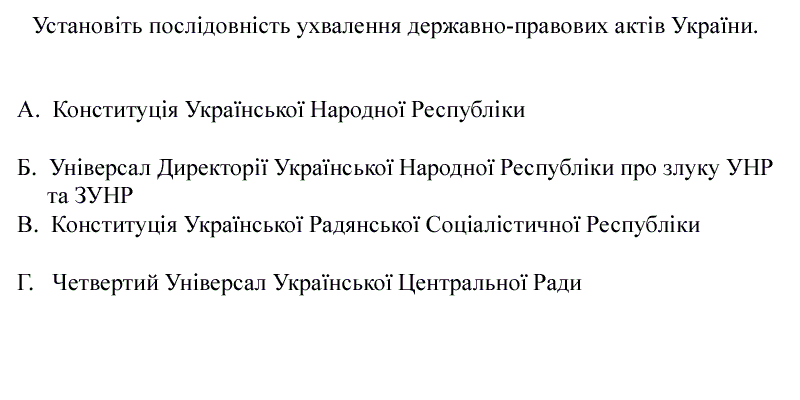 Установіть послідовність ухвалення державно-правових актів України.
А. Конституція Української Народної Республіки
Б. Універсал Директорії Української Народної Республіки про злуку УНР
та ЗУНР
В. Конституція Української Радянської Соціалістичної Республіки
Г. Четвертий Універсал Української Центральної Ради